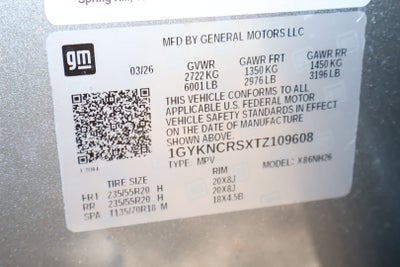 Spring Hill,
gm
MFD BY GENERAL MOTORS LLC
03/26
GVWR GAWR FRT GAWR RR
2722 KG 1350 KG 1450 KG
6001 LB 2976 LB 3196 LB
THIS VEHICLE CONFORMS TO ALL
APPLICABLE U.S. FEDERAL MOTOR
VEHICLE SAFETY STANDARDS IN EFFECT
ON THE DATE OF MANUFACTURE
SHOWN ABOVE.
1GYKNCRSXTZ109608
TYPE: MPV MODEL: X86NH26
TIRE SIZE RIM
FRT 235/55R20 H 20X8J
RR 235/55R20 H 20X8J
SPA T135/70R18 M 18X4.5B